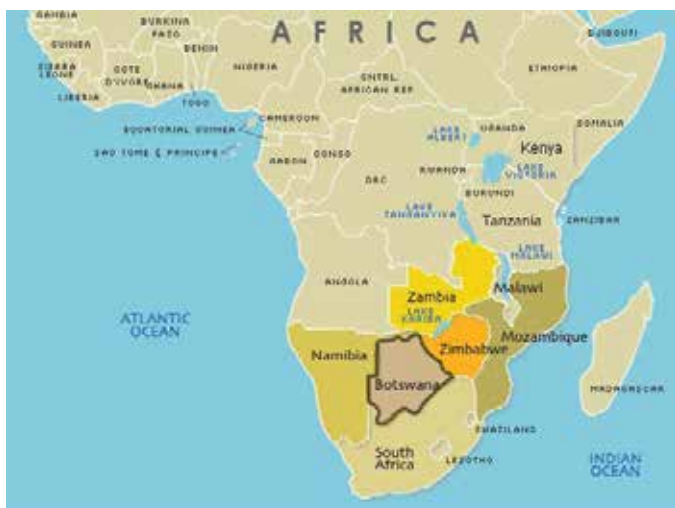 GAMBIA
BURKINA
FASO
AFRICA
DJIBOUTI
GUINEA
BENIN
NIGERIA
ETHIOPIA
SIERRA
LEONE
COTE
D'IVOIRE
GHANA
CNTRL.
AFRICAN REP.
LIBERIA
TOGO
CAMEROON
SOMALIA
EQUATORIAL GUINEA
LAKE
ALBERT
UGANDA
Kenya
SAO TOME & PRINCIPE
GABON
CONGO
DRC
RWANDA
LAKE
VICTORIA
BURUNDI
LAKE
TANGANYIKA
Tanzania
ZANZIBAR
LAKE
MALAWI
ANGOLA
Malawi
Zambia
LAKE
KARIBA
ATLANTIC
OCEAN
Mozambique
Namibia
Zimbabwe
Botswana
MADAGASCAR
SWAZILAND
South
Africa
LESOTHO
INDIAN
OCEAN